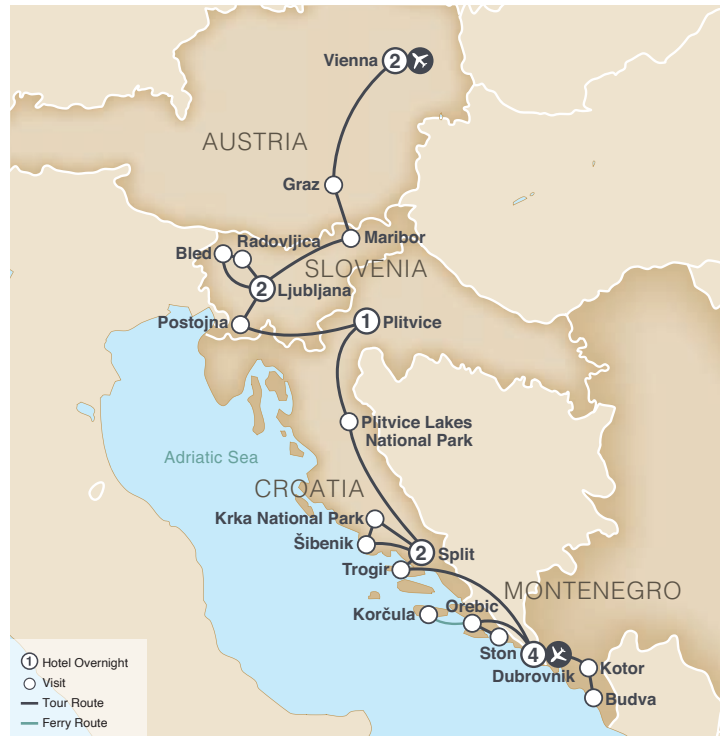 Vienna 2
AUSTRIA
Graz
Maribor
Radovljica
Bled
SLOVENIA
2 Ljubljana
Postojna
1 Plitvice
Plitvice Lakes
National Park
Adriatic Sea
CROATIA
Krka National Park
Šibenik
2 Split
Trogir
MONTENEGRO
Korčula
Orebic
Ston
4
Dubrovnik
Kotor
Budva
1 Hotel Overnight
Visit
Tour Route
Ferry Route